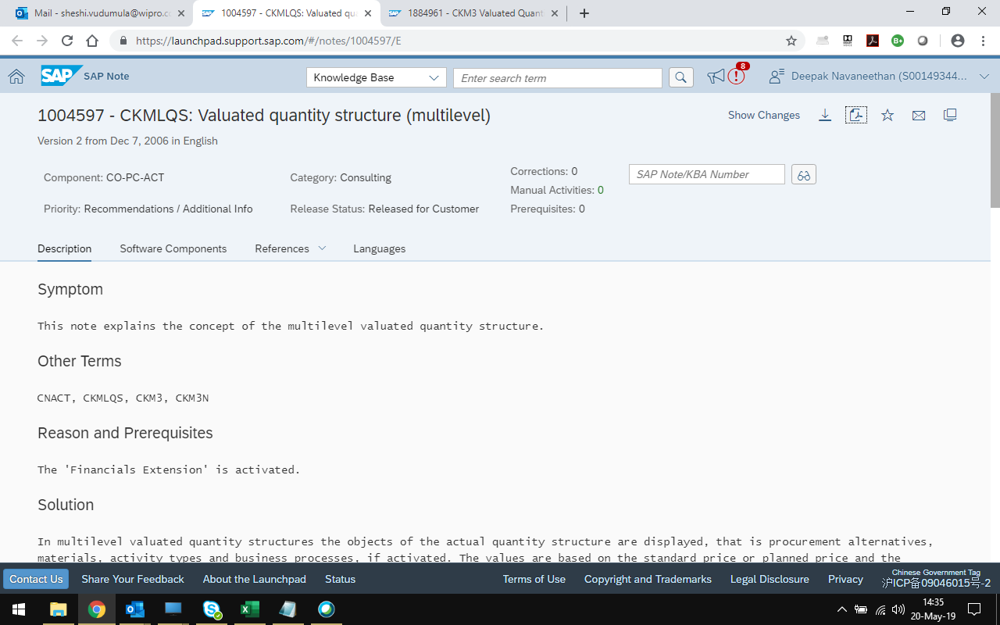 Mail - sheshi.vudumula@wipro.c
1004597 - CKMLQS: Valued qu
1884961 - CKM3 Valuated Quant
https://launchpad.support.sap.com/#/notes/1004597/E
SAP
SAP Note
Knowledge Base
Enter search term
8
Deepak Navaneethan (S00149344...
1004597 - CKMLQS: Valuated quantity structure (multilevel)
Show Changes
Version 2 from Dec 7, 2006 in English
Component: CO-PC-ACT
Category: Consulting
Corrections: 0
SAP Note/KBA Number
Manual Activities: 0
Priority: Recommendations / Additional Info
Release Status: Released for Customer
Prerequisites: 0
Description
Software Components
References
Languages
Symptom
This note explains the concept of the multilevel valuated quantity structure.
Other Terms
CNACT, CKMLQS, CKM3, CKM3N
Reason and Prerequisites
The 'Financials Extension' is activated.
Solution
In multilevel valuated quantity structures the objects of the actual quantity structure are displayed, that is procurement alternatives,
materials, activity types and business processes, if activated. The values are based on the standard price or planned price and the
Contact Us
Share Your Feedback
About the Launchpad
Status
Terms of Use
Copyright and Trademarks
Legal Disclosure
Privacy
Chinese Government Tag
沪ICP备09046015号-2
14:35
20-May-19